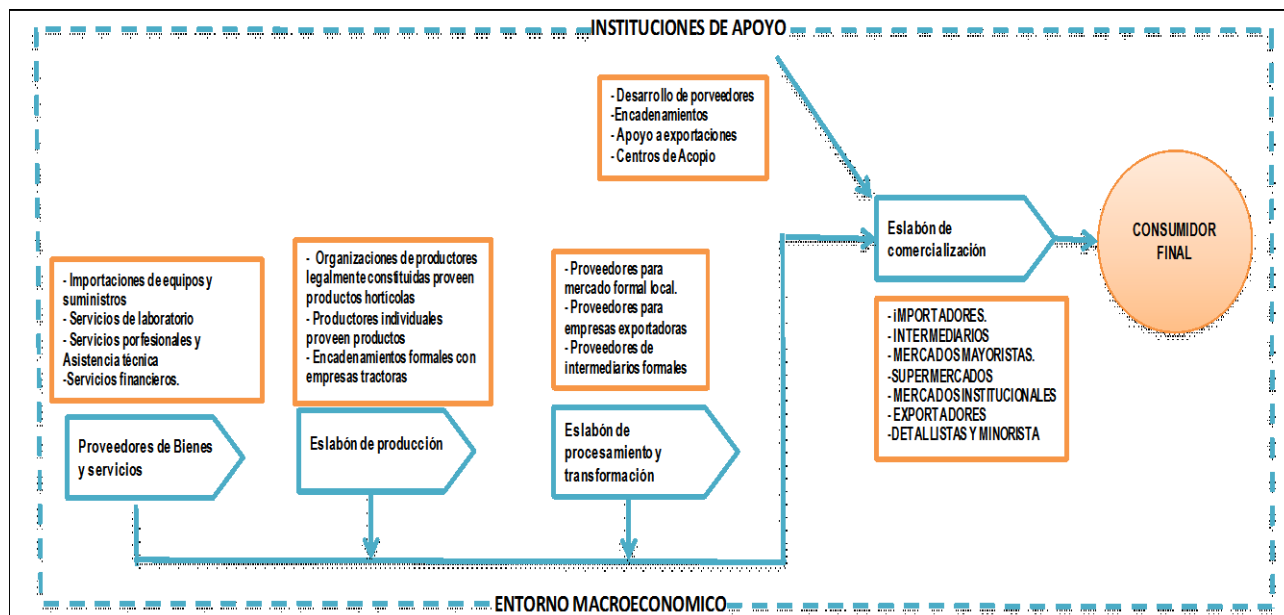 INSTITUCIONES DE APOYO
- Desarrollo de porveedores
-Encadenamientos
- Apoyo a exportaciones
- Centros de Acopio
Eslabón de
comercialización
CONSUMIDOR
FINAL
- Importaciones de equipos y
suministros
- Servicios de laboratorio
- Servicios porfesionales y
Asistencia técnica
-Servicios financieros.
- Organizaciones de productores
legalmente constituidas proveen
productos hortícolas
- Productores individuales
proveen productos
- Encadenamientos formales con
empresas tractoras
- Proveedores para
mercado formal local.
- Proveedores para
empresas exportadoras
- Proveedores de
intermediarios formales
- iMPORTADORES.
- INTERMEDIARIOS
- MERCADOS MAYORISTAS.
-SUPERMERCADOS
- MERCADOS INSTITUCIONALES
- EXPORTADORES
-DETALLISTAS Y MINORISTA
Proveedores de Bienes
y servicios
Eslabón de producción
Eslabón de
procesamiento y
transformación
ENTORNO MACROECONOMICO